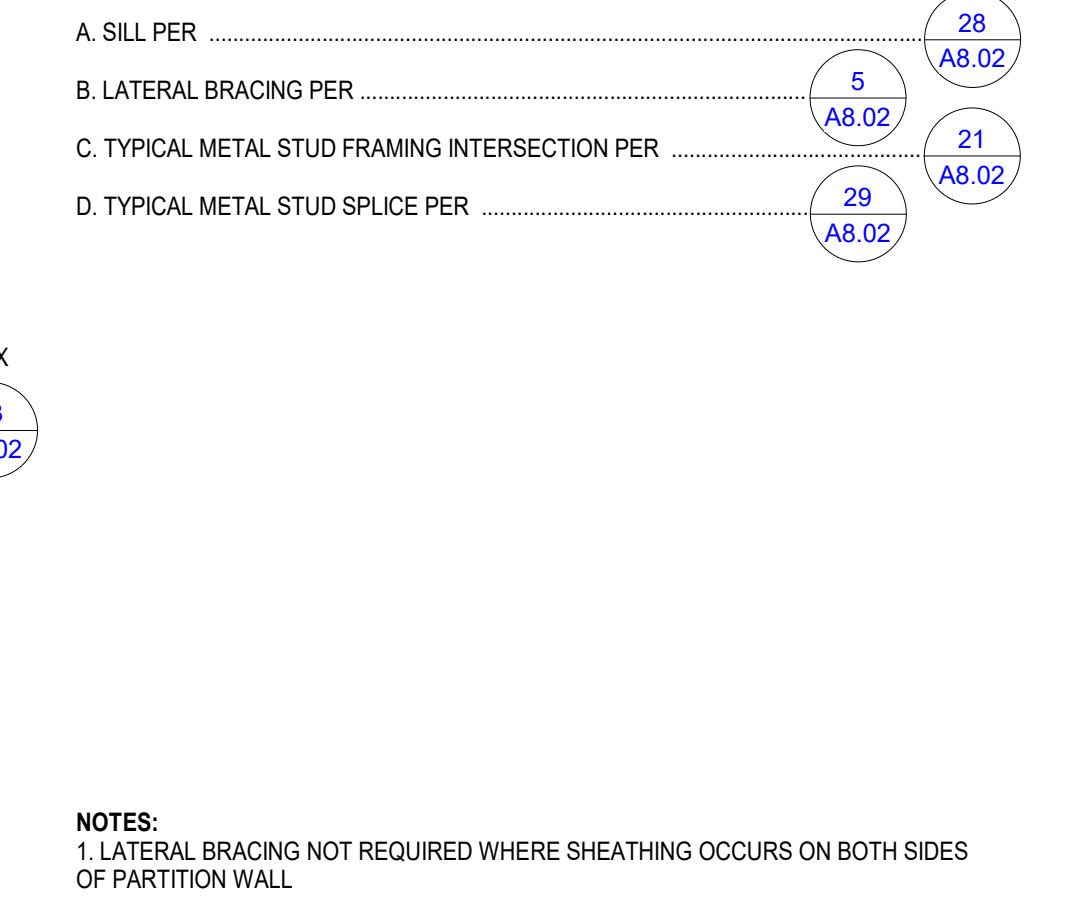 A. SILL PER ........................................................................................................................ 28
A8.02
B. LATERAL BRACING PER ........................................................................... 5
A8.02
C. TYPICAL METAL STUD FRAMING INTERSECTION PER .......................................... 21
A8.02
D. TYPICAL METAL STUD SPLICE PER ....................................................... 29
A8.02
X
02
NOTES:
1. LATERAL BRACING NOT REQUIRED WHERE SHEATHING OCCURS ON BOTH SIDES
OF PARTITION WALL